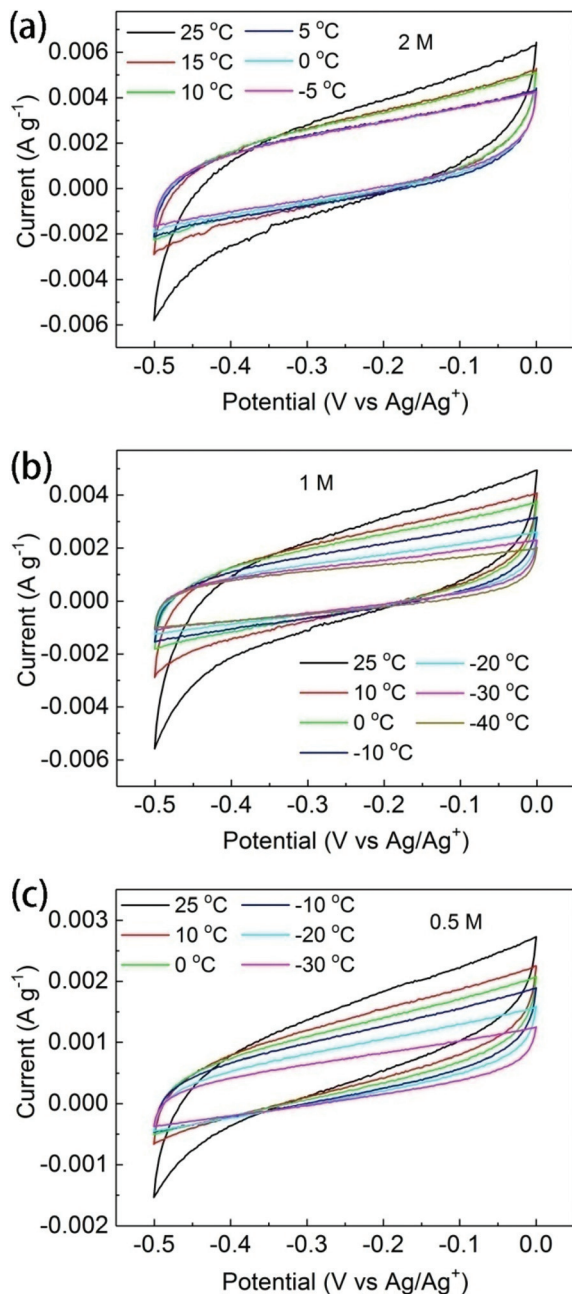 (a)
25 °C 5 °C 2 M
15 °C 0 °C
10 °C -5 °C
0.006
0.004
0.002
0.000
-0.002
-0.004
-0.006
Current (A g⁻¹)
-0.5 -0.4 -0.3 -0.2 -0.1 0.0
Potential (V vs Ag/Ag⁺)
(b)
1 M
0.004
0.002
0.000
-0.002
-0.004
-0.006
Current (A g⁻¹)
25 °C -20 °C
10 °C -30 °C
0 °C -40 °C
-10 °C
-0.5 -0.4 -0.3 -0.2 -0.1 0.0
Potential (V vs Ag/Ag⁺)
(c)
25 °C -10 °C 0.5 M
10 °C -20 °C
0 °C -30 °C
0.003
0.002
0.001
0.000
-0.001
-0.002
Current (A g⁻¹)
-0.5 -0.4 -0.3 -0.2 -0.1 0.0
Potential (V vs Ag/Ag⁺)